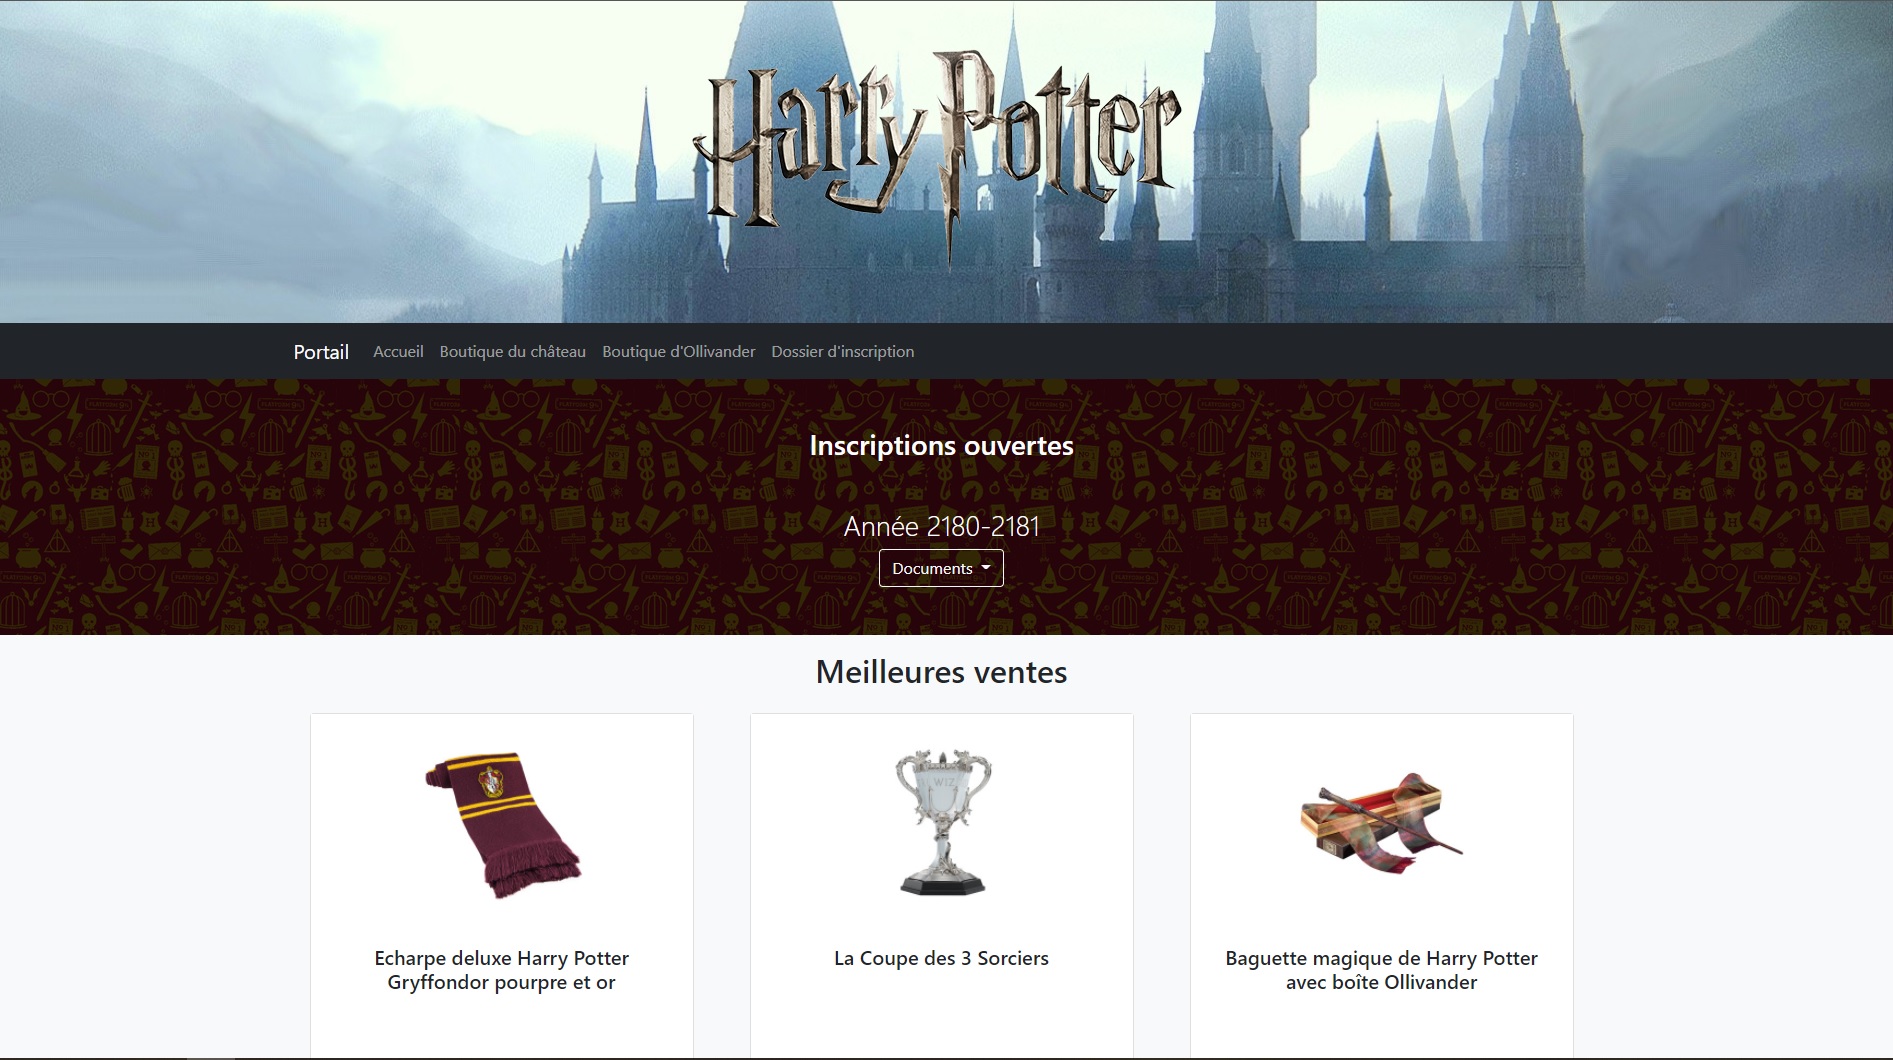 Harry Potter
Portail Accueil Boutique du château Boutique d'Ollivander Dossier d'inscription
Inscriptions ouvertes
Année 2180-2181
Documents
Meilleures ventes
Echarpe deluxe Harry Potter
Gryffondor pourpre et or
La Coupe des 3 Sorciers
Baguette magique de Harry Potter
avec boîte Ollivander